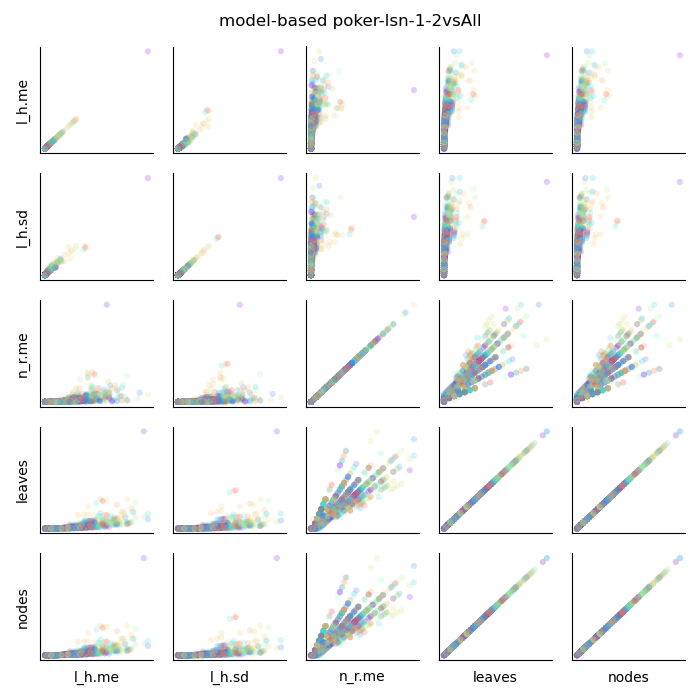 model-based poker-lsn-1-2vsAll
l_h.me
l_h.sd
n_r.me
leaves
nodes
l_h.me
l_h.sd
n_r.me
leaves
nodes